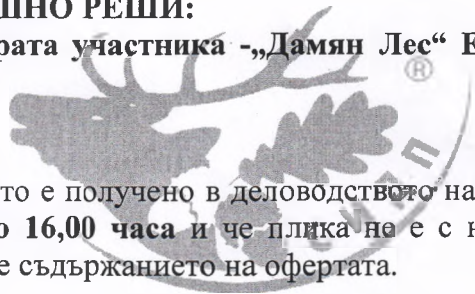 ШНО РЕШИ:
рата участника -„Дамян Лес“ Е
®
то е получено в деловодството на
о 16,00 часа и че плика не е с н
е съдържанието на офертата.